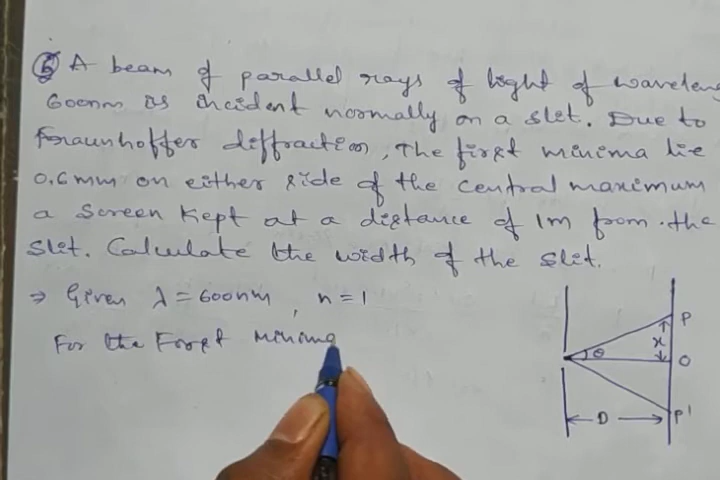 (5) A beam of parallel rays of light of wavelen
600nm is incident normally on a slit. Due to
Fraunhoffer diffraction, the first minima lie
0.6mm on either side of the central maximum
a screen kept at a distance of 1m from the
slit. Calculate the width of the slit.
⇒ Given λ = 600nm, n = 1
For the First minima
P
x
θ
O
D
P'